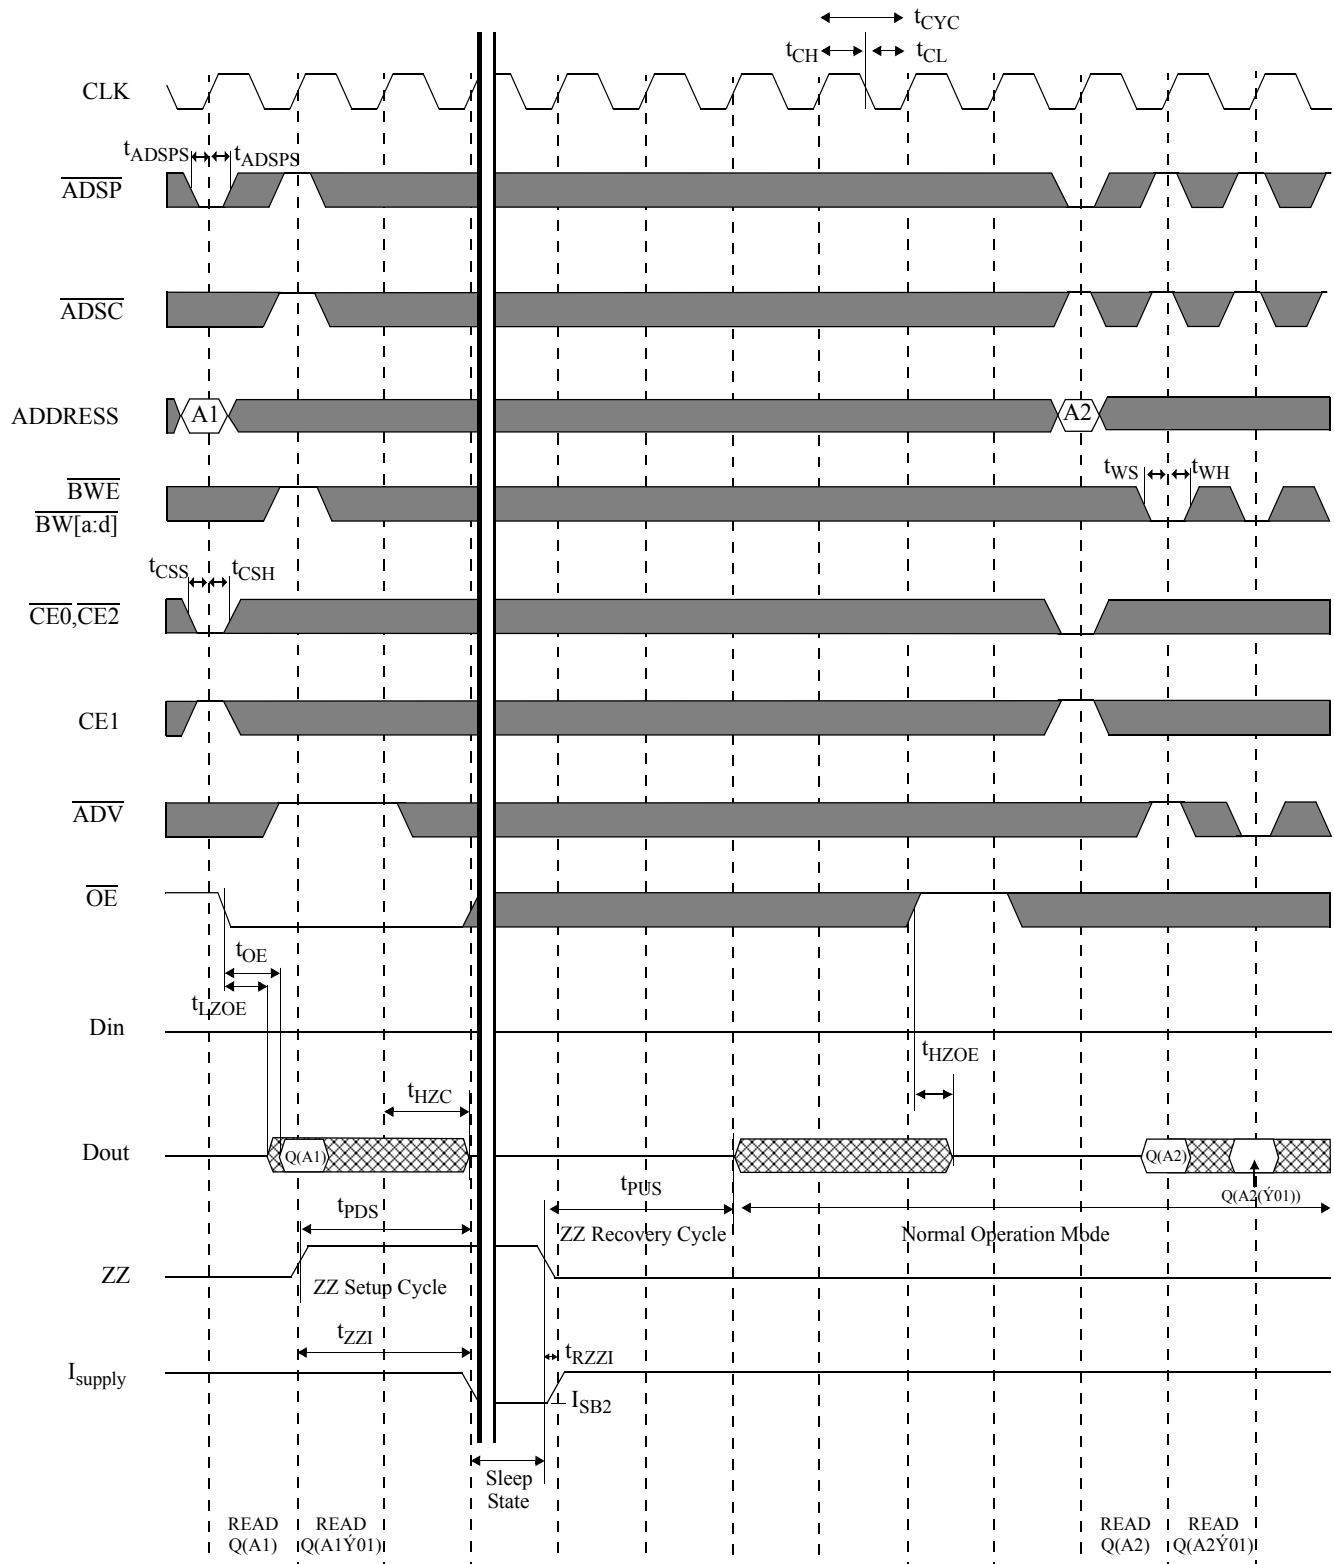 tCYC
tCH
tCL
CLK
tADSPS
tADSPS
ADSP
ADSC
ADDRESS
A1
A2
BWE
BW[a:d]
tWS
tWH
tCSS
tCSH
CE0,CE2
CE1
ADV
OE
tOE
tLZOE
Din
tHZOE
tHZC
Dout
Q(A1)
Q(A2)
Q(A2(Ý01))
tPUS
tPDS
ZZ Recovery Cycle
Normal Operation Mode
ZZ
ZZ Setup Cycle
tZZI
tRZZI
Isupply
ISB2
Sleep
State
READ
Q(A1)
READ
Q(A1Ý01)
READ
Q(A2)
READ
Q(A2Ý01)